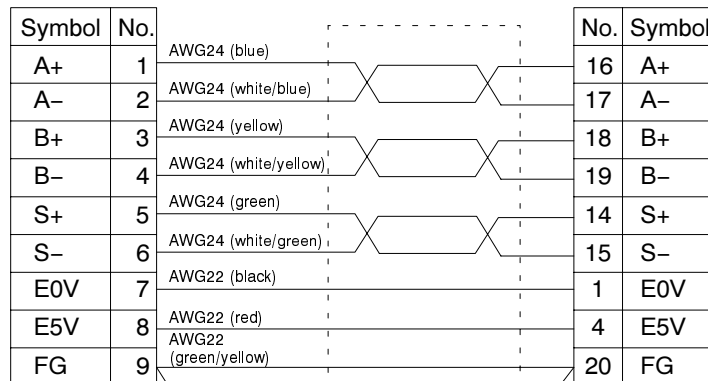 Symbol No. No. Symbol
A+ 1 AWG24 (blue) 16 A+
A− 2 AWG24 (white/blue) 17 A−
B+ 3 AWG24 (yellow) 18 B+
B− 4 AWG24 (white/yellow) 19 B−
S+ 5 AWG24 (green) 14 S+
S− 6 AWG24 (white/green) 15 S−
E0V 7 AWG22 (black) 1 E0V
E5V 8 AWG22 (red) 4 E5V
FG 9 AWG22 (green/yellow) 20 FG